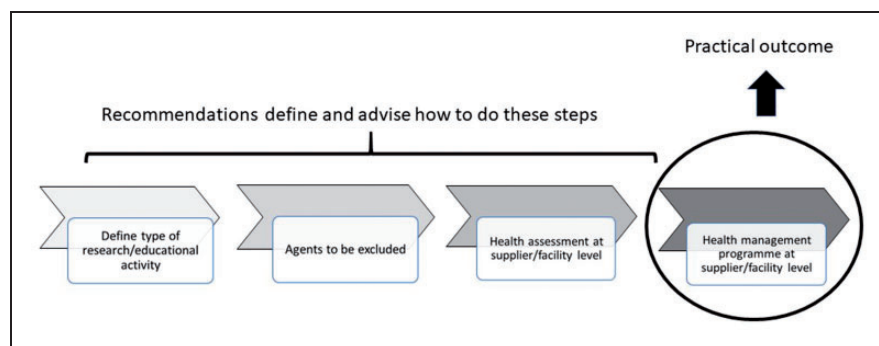 Practical outcome
Recommendations define and advise how to do these steps
Define type of
research/educational
activity
Agents to be excluded
Health assessment at
supplier/facility level
Health management
programme at
supplier/facility level